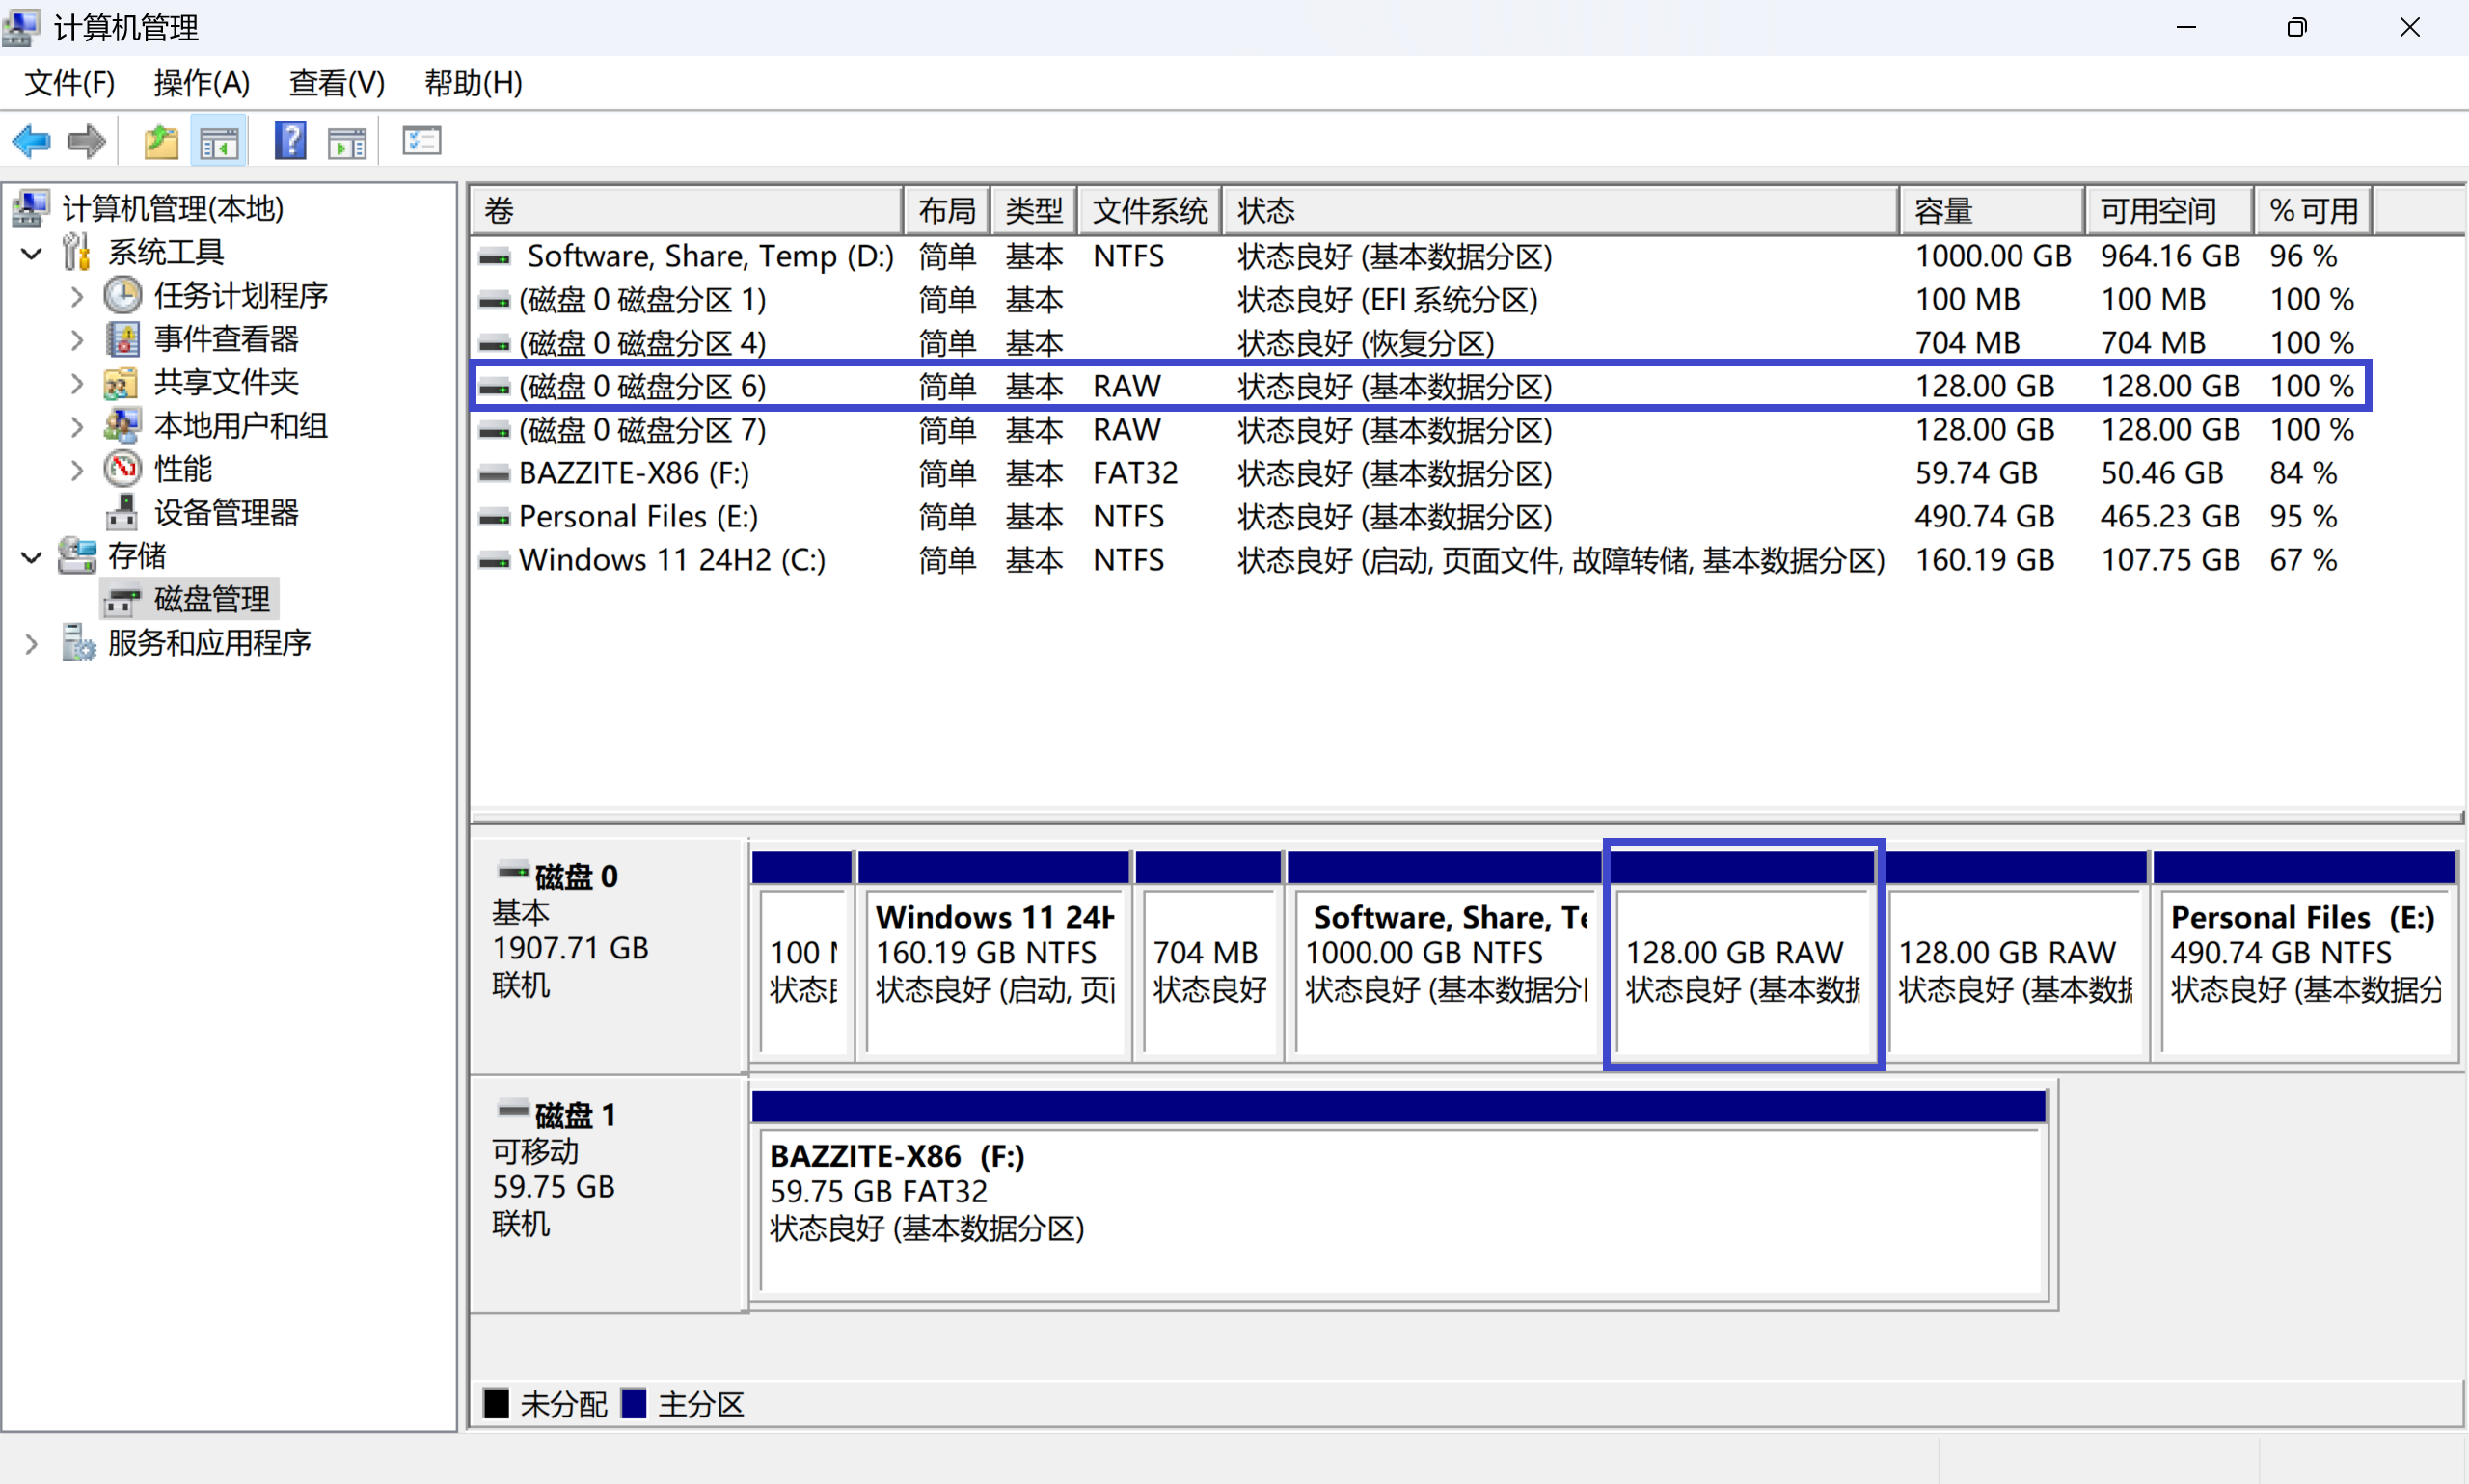 计算机管理
文件(F) 操作(A) 查看(V) 帮助(H)
计算机管理(本地)
系统工具
任务计划程序
事件查看器
共享文件夹
本地用户和组
性能
设备管理器
存储
磁盘管理
服务和应用程序
卷 布局 类型 文件系统 状态 容量 可用空间 % 可用
Software, Share, Temp (D:) 简单 基本 NTFS 状态良好 (基本数据分区) 1000.00 GB 964.16 GB 96 %
(磁盘 0 磁盘分区 1) 简单 基本 状态良好 (EFI 系统分区) 100 MB 100 MB 100 %
(磁盘 0 磁盘分区 4) 简单 基本 状态良好 (恢复分区) 704 MB 704 MB 100 %
(磁盘 0 磁盘分区 6) 简单 基本 RAW 状态良好 (基本数据分区) 128.00 GB 128.00 GB 100 %
(磁盘 0 磁盘分区 7) 简单 基本 RAW 状态良好 (基本数据分区) 128.00 GB 128.00 GB 100 %
BAZZITE-X86 (F:) 简单 基本 FAT32 状态良好 (基本数据分区) 59.74 GB 50.46 GB 84 %
Personal Files (E:) 简单 基本 NTFS 状态良好 (基本数据分区) 490.74 GB 465.23 GB 95 %
Windows 11 24H2 (C:) 简单 基本 NTFS 状态良好 (启动, 页面文件, 故障转储, 基本数据分区) 160.19 GB 107.75 GB 67 %
磁盘 0
基本
1907.71 GB
联机
100
状态
Windows 11 24H
160.19 GB NTFS
状态良好 (启动, 页
704 MB
状态良好
Software, Share, Te
1000.00 GB NTFS
状态良好 (基本数据分
128.00 GB RAW
状态良好 (基本数据
128.00 GB RAW
状态良好 (基本数据
Personal Files (E:)
490.74 GB NTFS
状态良好 (基本数据分
磁盘 1
可移动
59.75 GB
联机
BAZZITE-X86 (F:)
59.75 GB FAT32
状态良好 (基本数据分区)
未分配 主分区